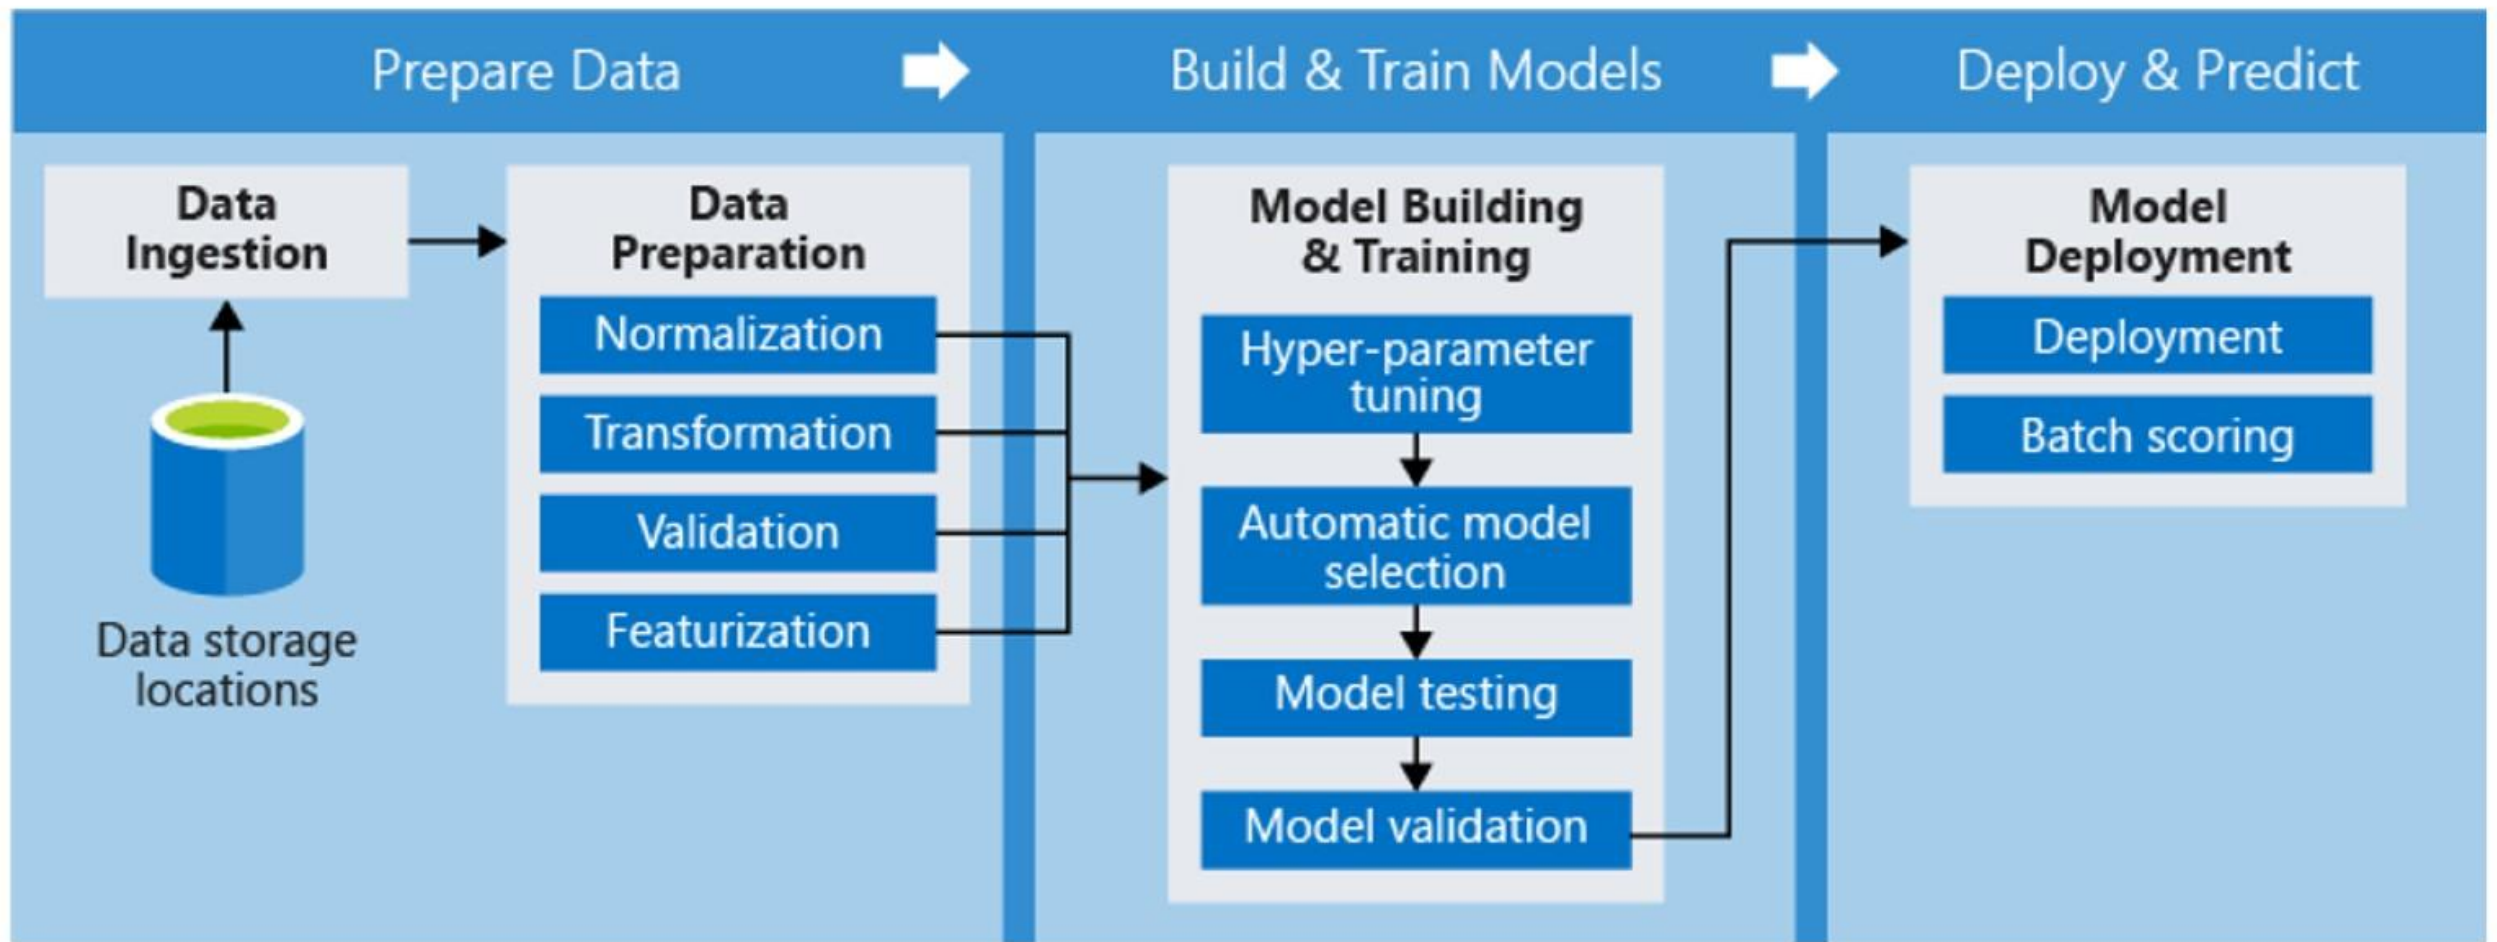 Prepare Data
Build & Train Models
Deploy & Predict
Data
Ingestion
Data storage
locations
Data
Preparation
Normalization
Transformation
Validation
Featurization
Model Building
& Training
Hyper-parameter
tuning
Automatic model
selection
Model testing
Model validation
Model
Deployment
Deployment
Batch scoring